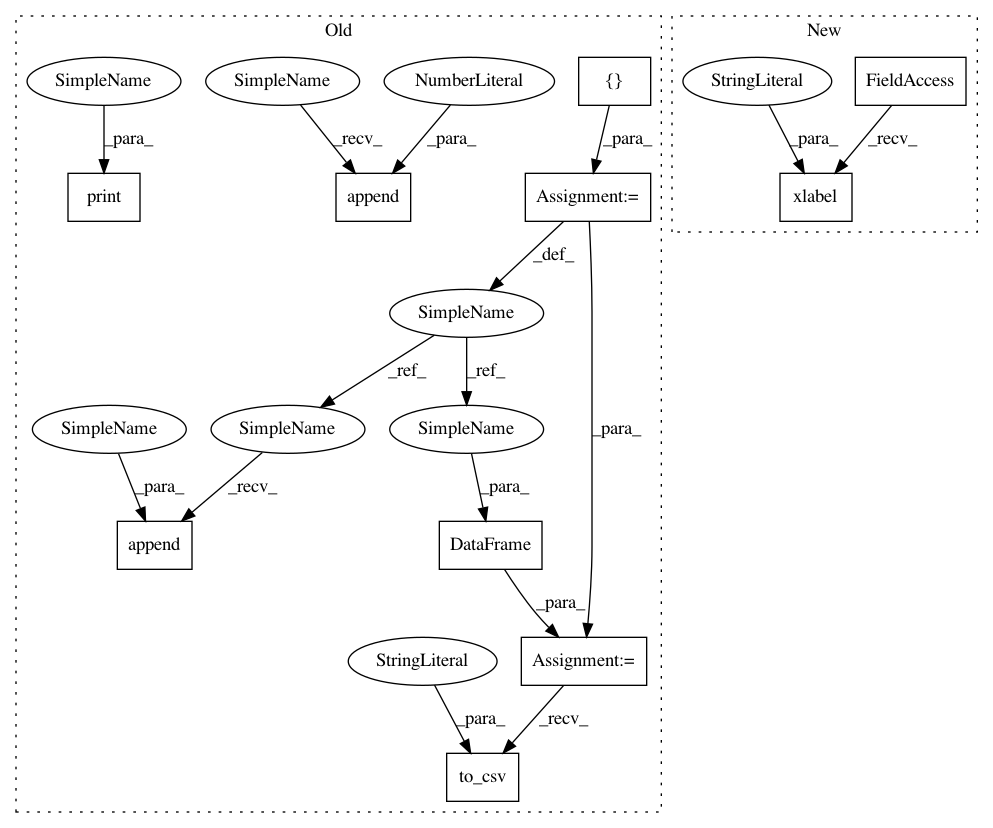 Old
New
SimpleName
SimpleName
NumberLiteral
{}
StringLiteral
FieldAccess
_para_
_recv_
_para_
_para_
_para_
_recv_
print
append
Assignment:=
xlabel
_def_
SimpleName
_ref_
_ref_
SimpleName
SimpleName
SimpleName
_para_
_para_
_recv_
_para_
append
DataFrame
_para_
StringLiteral
Assignment:=
_para_
_recv_
to_csv